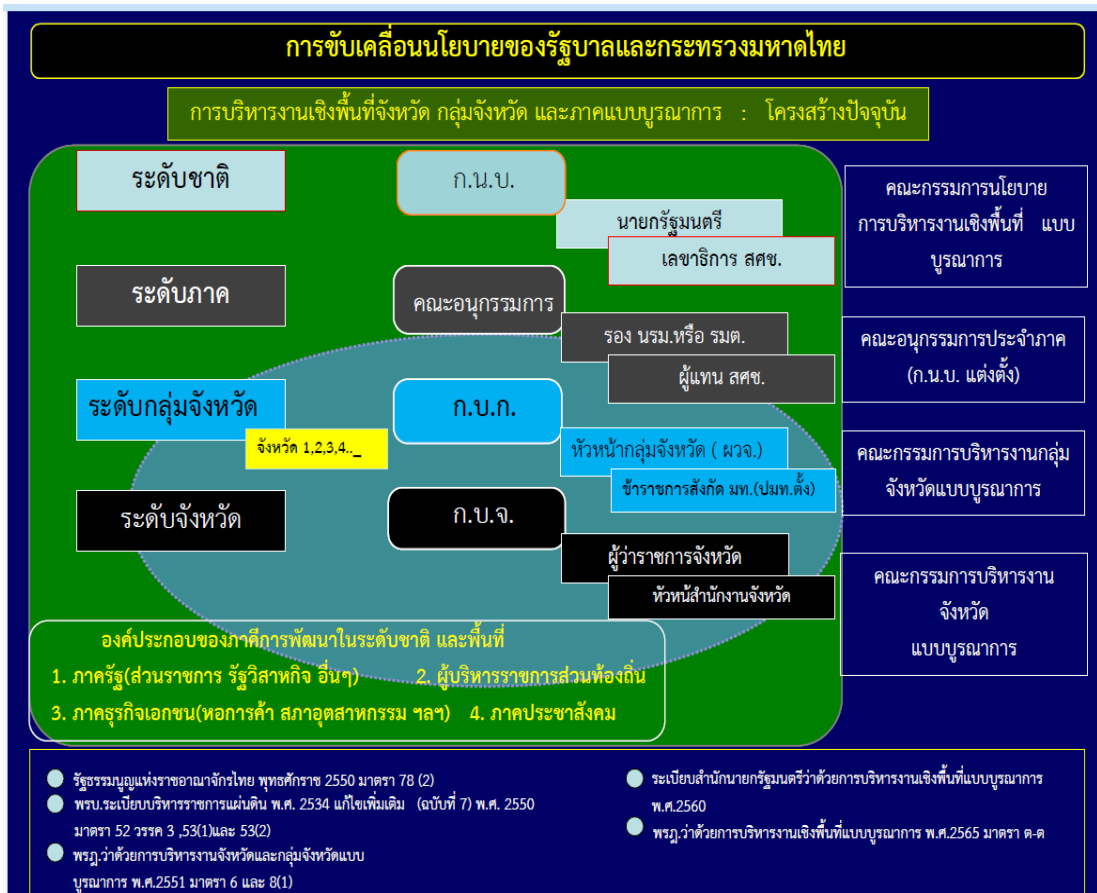 การขับเคลื่อนนโยบายของรัฐบาลและกระทรวงมหาดไทย
การบริหารงานเชิงพื้นที่จังหวัด กลุ่มจังหวัด และภาคแบบบูรณาการ : โครงสร้างปัจจุบัน
ระดับชาติ
ก.น.บ.
นายกรัฐมนตรี
เลขาธิการ สศช.
คณะกรรมการนโยบาย
การบริหารงานเชิงพื้นที่ แบบ
บูรณาการ
ระดับภาค
คณะอนุกรรมการ
รอง นรม.หรือ รมต.
ผู้แทน สศช.
คณะอนุกรรมการประจำภาค
(ก.น.บ. แต่งตั้ง)
ระดับกลุ่มจังหวัด
จังหวัด 1,2,3,4.._
ก.บ.ก.
หัวหน้ากลุ่มจังหวัด ( ผวจ.)
ข้าราชการสังกัด มท.(ปมท.ตั้ง)
คณะกรรมการบริหารงานกลุ่ม
จังหวัดแบบบูรณาการ
ระดับจังหวัด
ก.บ.จ.
ผู้ว่าราชการจังหวัด
หัวหน้สำนักงานจังหวัด
คณะกรรมการบริหารงาน
จังหวัด
แบบบูรณาการ
องค์ประกอบของภาคีการพัฒนาในระดับชาติ และพื้นที่
1. ภาครัฐ(ส่วนราชการ รัฐวิสาหกิจ อื่นๆ) 2. ผู้บริหารราชการส่วนท้องถิ่น
3. ภาคธุรกิจเอกชน(หอการค้า สภาอุตสาหกรรม ฯลฯ) 4. ภาคประชาสังคม
รัฐธรรมนูญแห่งราชอาณาจักรไทย พุทธศักราช 2550 มาตรา 78 (2)
พรบ.ระเบียบบริหารราชการแผ่นดิน พ.ศ. 2534 แก้ไขเพิ่มเติม (ฉบับที่ 7) พ.ศ. 2550
มาตรา 52 วรรค 3 ,53(1)และ 53(2)
พรฎ.ว่าด้วยการบริหารงานจังหวัดและกลุ่มจังหวัดแบบ
บูรณาการ พ.ศ.2551 มาตรา 6 และ 8(1)
ระเบียบสำนักนายกรัฐมนตรีว่าด้วยการบริหารงานเชิงพื้นที่แบบบูรณาการ
พ.ศ.2560
พรฎ.ว่าด้วยการบริหารงานเชิงพื้นที่แบบบูรณาการ พ.ศ.2565 มาตรา ต-ต